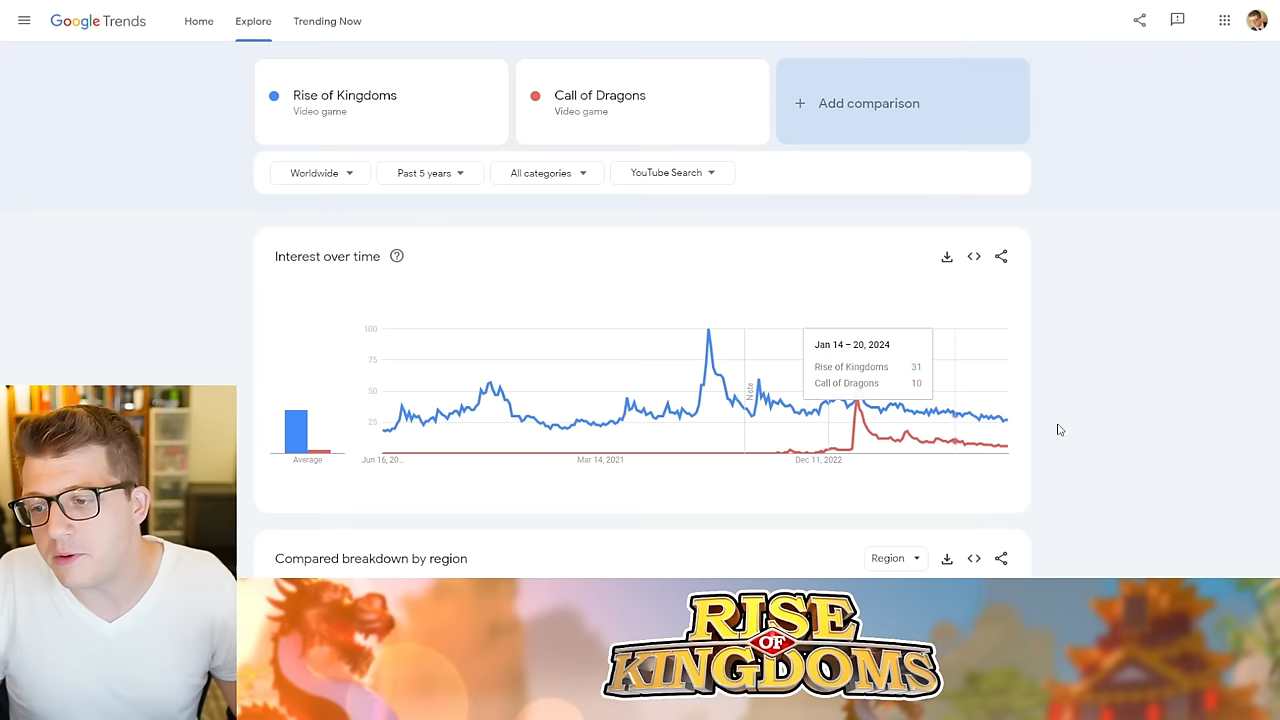 Google Trends
Home
Explore
Trending Now
Rise of Kingdoms
Video game
Call of Dragons
Video game
+ Add comparison
Worldwide
Past 5 years
All categories
YouTube Search
Interest over time
100
75
50
25
Note
Jan 14 – 20, 2024
Rise of Kingdoms 31
Call of Dragons 10
Average
Jun 16, 20...
Mar 14, 2021
Dec 11, 2022
Compared breakdown by region
Region
RISE
OF
KINGDOMS